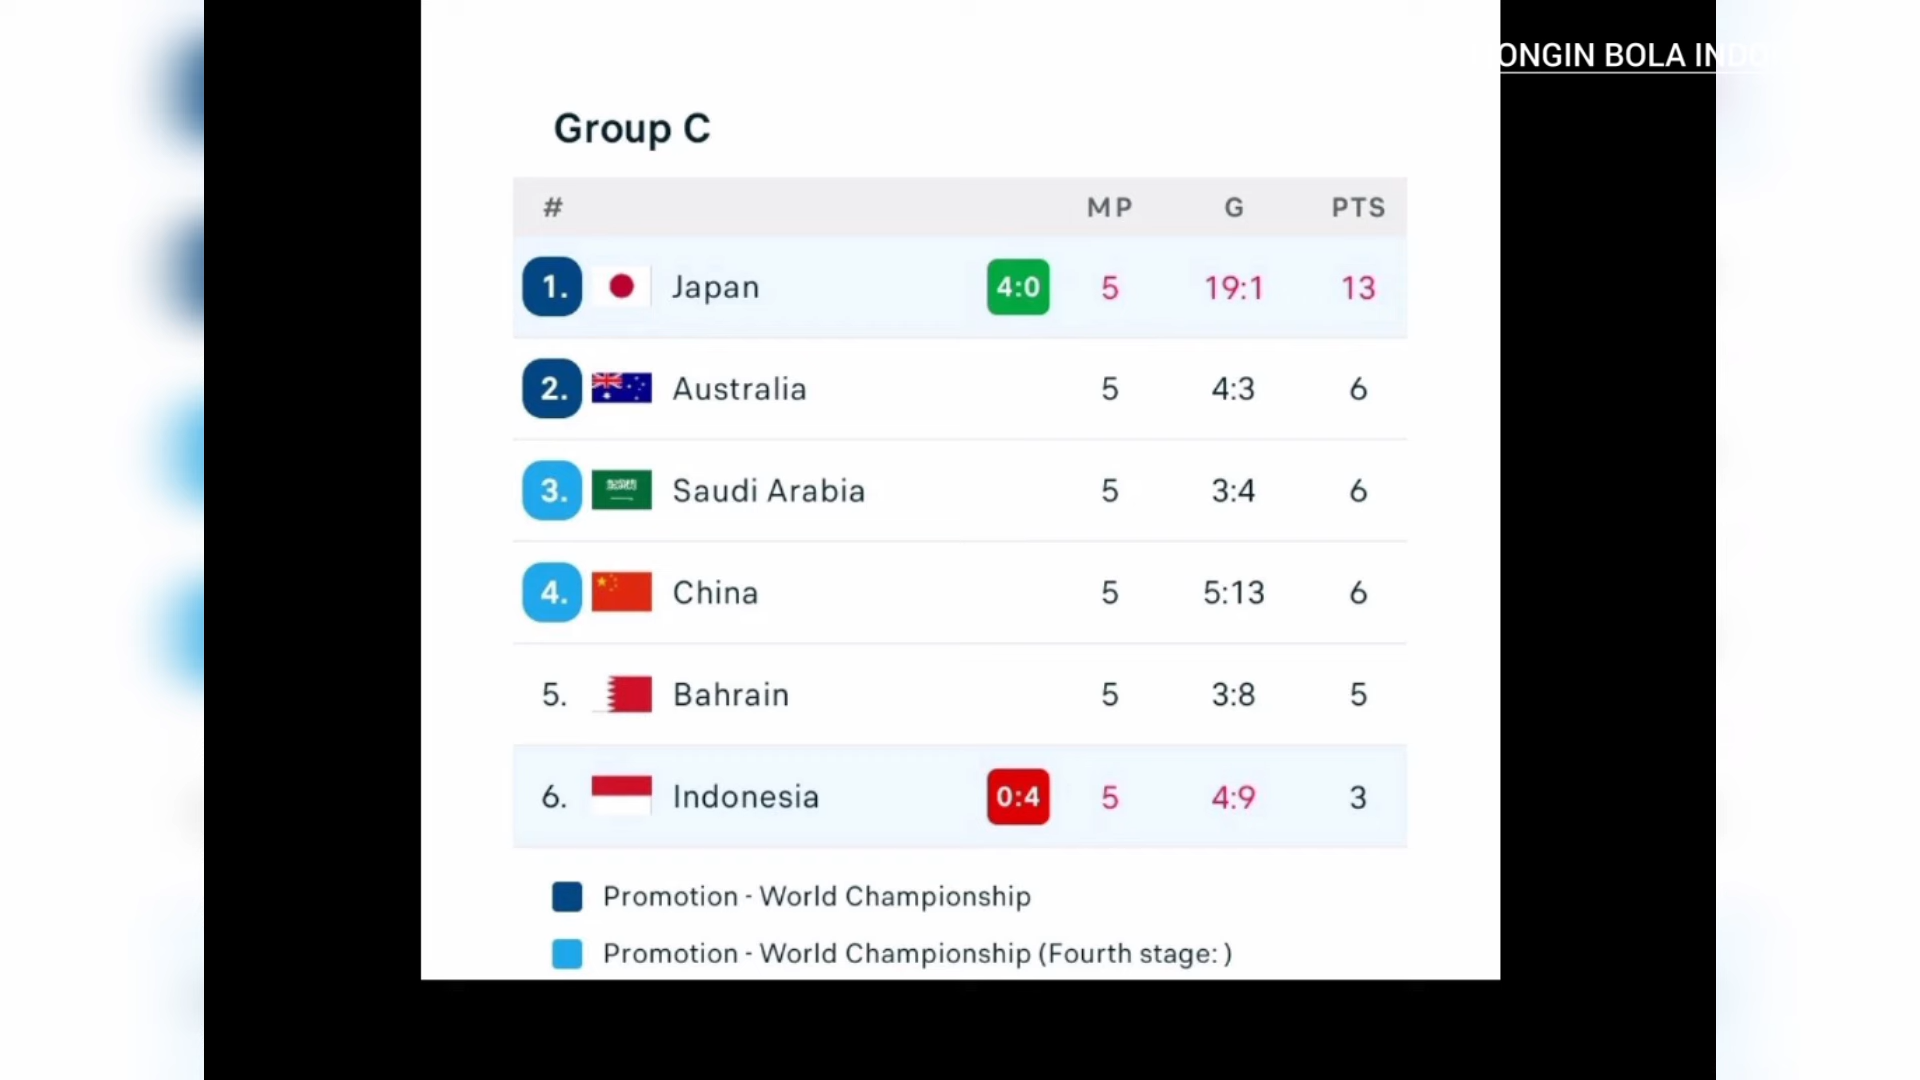 ONGIN BOLA INDO
Group C
# MP G PTS
1. Japan 4:0 5 19:1 13
2. Australia 5 4:3 6
3. Saudi Arabia 5 3:4 6
4. China 5 5:13 6
5. Bahrain 5 3:8 5
6. Indonesia 0:4 5 4:9 3
Promotion - World Championship
Promotion - World Championship (Fourth stage: )